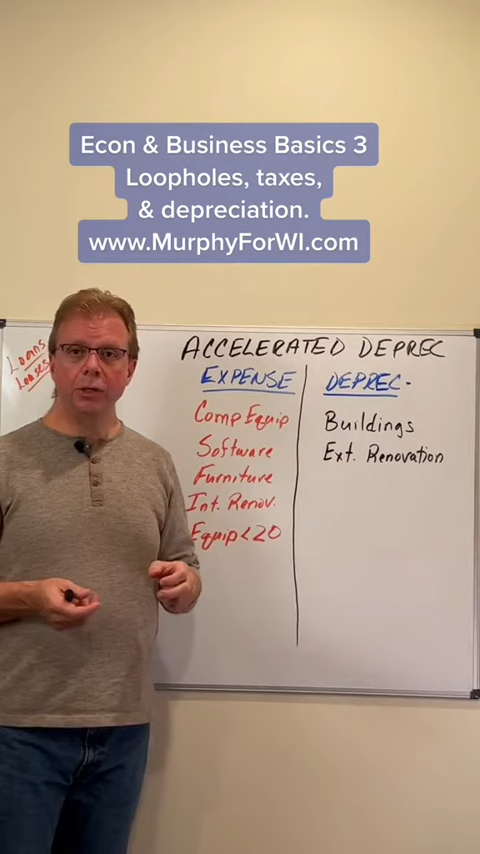 Econ & Business Basics 3
Loopholes, taxes,
& depreciation.
www.MurphyForWI.com
Loans
Losses
ACCELERATED DEPREC
EXPENSE
Comp Equip
Software
Furniture
Int. Renov.
Equip < 20
DEPREC.
Buildings
Ext. Renovation